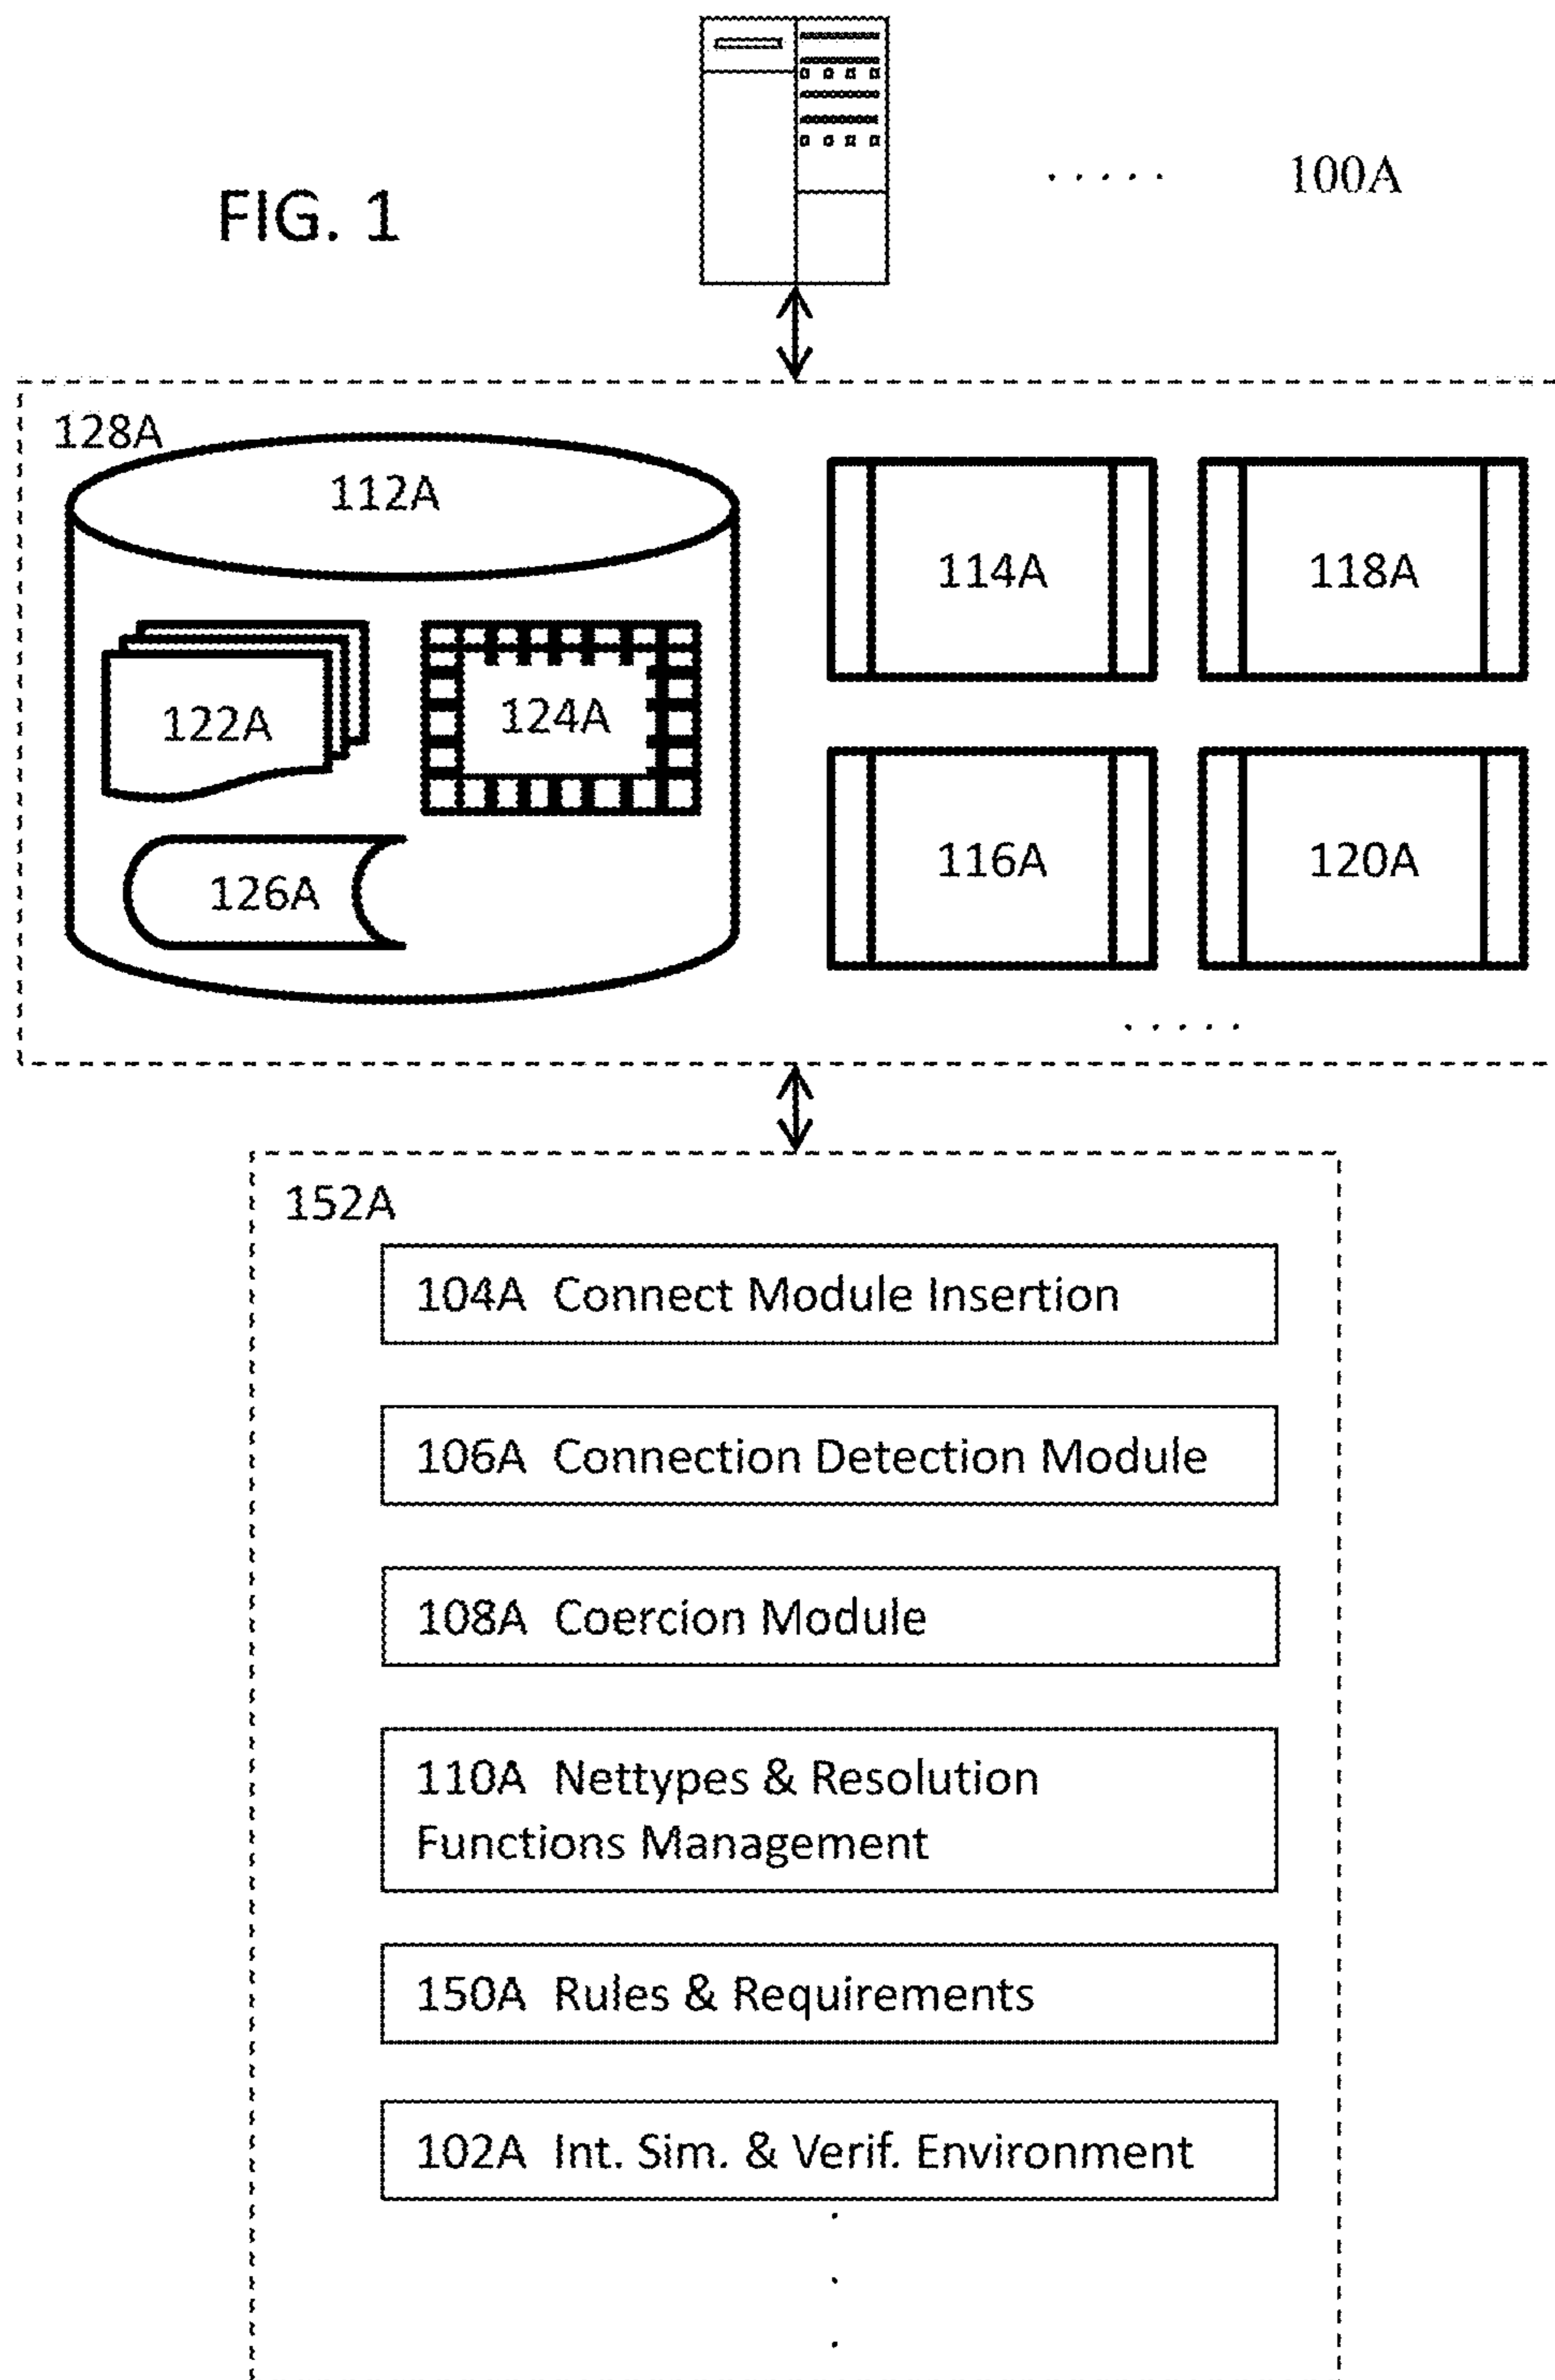 FIG. 1
..... 100A
128A
112A
114A
118A
122A
124A
116A
120A
126A
.....
152A
104A Connect Module Insertion
106A Connection Detection Module
108A Coercion Module
110A Nettypes & Resolution
Functions Management
150A Rules & Requirements
102A Int. Sim. & Verif. Environment